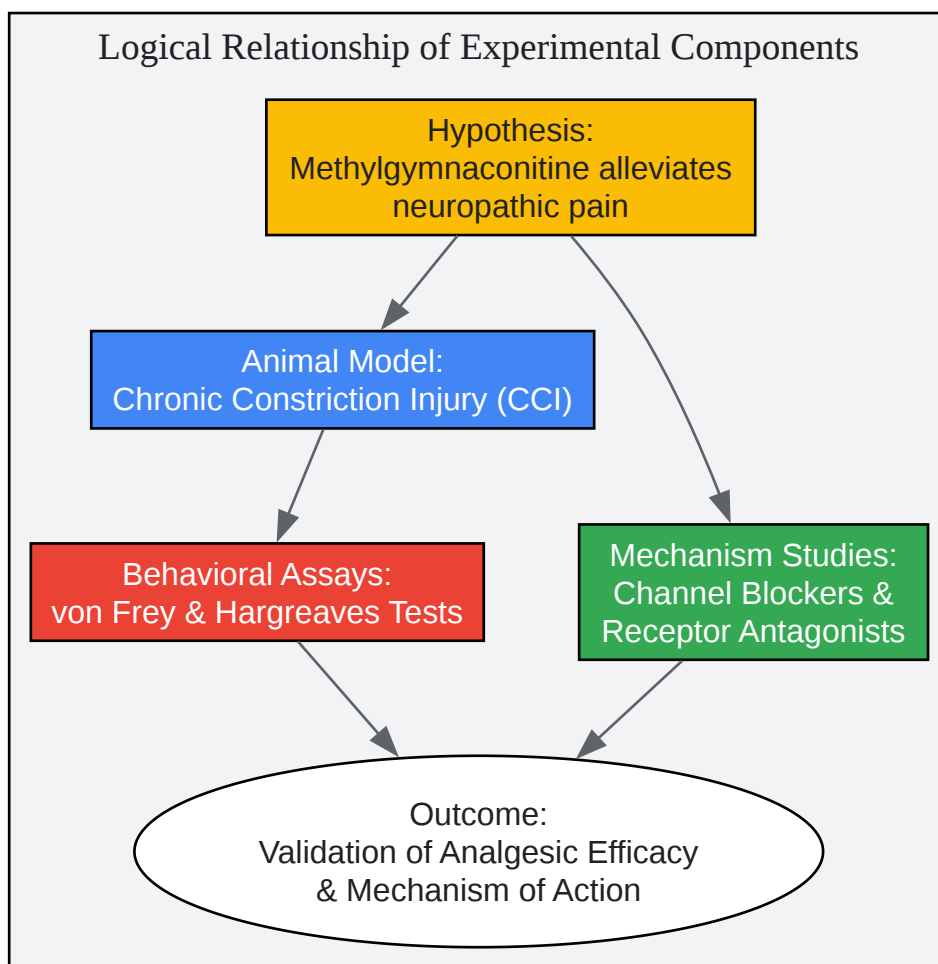 Logical Relationship of Experimental Components
Hypothesis:
Methylgymnaconitine alleviates
neuropathic pain
Animal Model:
Chronic Constriction Injury (CCI)
Behavioral Assays:
von Frey & Hargreaves Tests
Mechanism Studies:
Channel Blockers &
Receptor Antagonists
Outcome:
Validation of Analgesic Efficacy
& Mechanism of Action